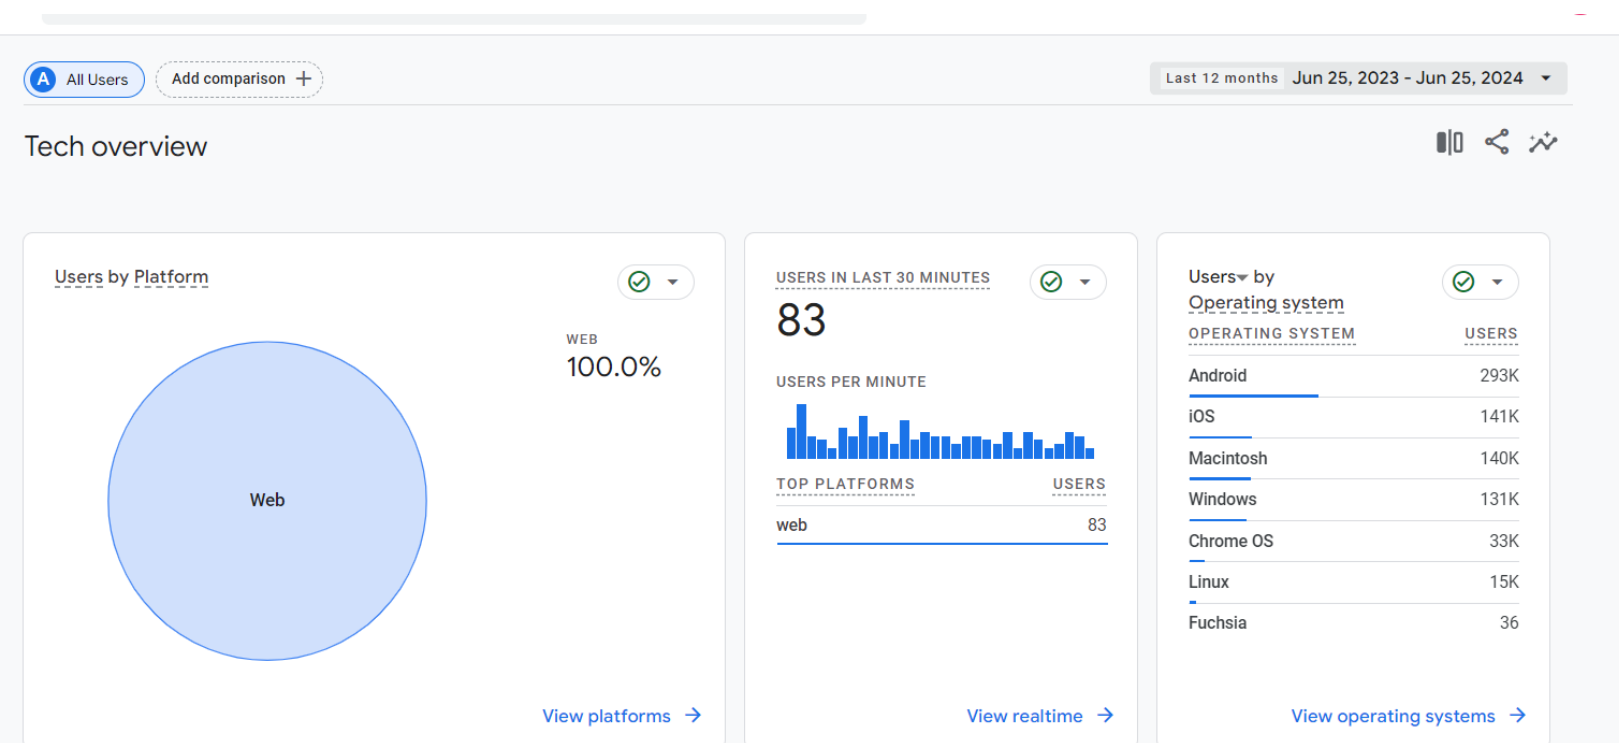 A All Users Add comparison +
Last 12 months Jun 25, 2023 - Jun 25, 2024
Tech overview
Users by Platform
WEB
100.0%
Web
View platforms
USERS IN LAST 30 MINUTES
83
USERS PER MINUTE
TOP PLATFORMS USERS
web 83
View realtime
Users by
Operating system
OPERATING SYSTEM USERS
Android 293K
iOS 141K
Macintosh 140K
Windows 131K
Chrome OS 33K
Linux 15K
Fuchsia 36
View operating systems